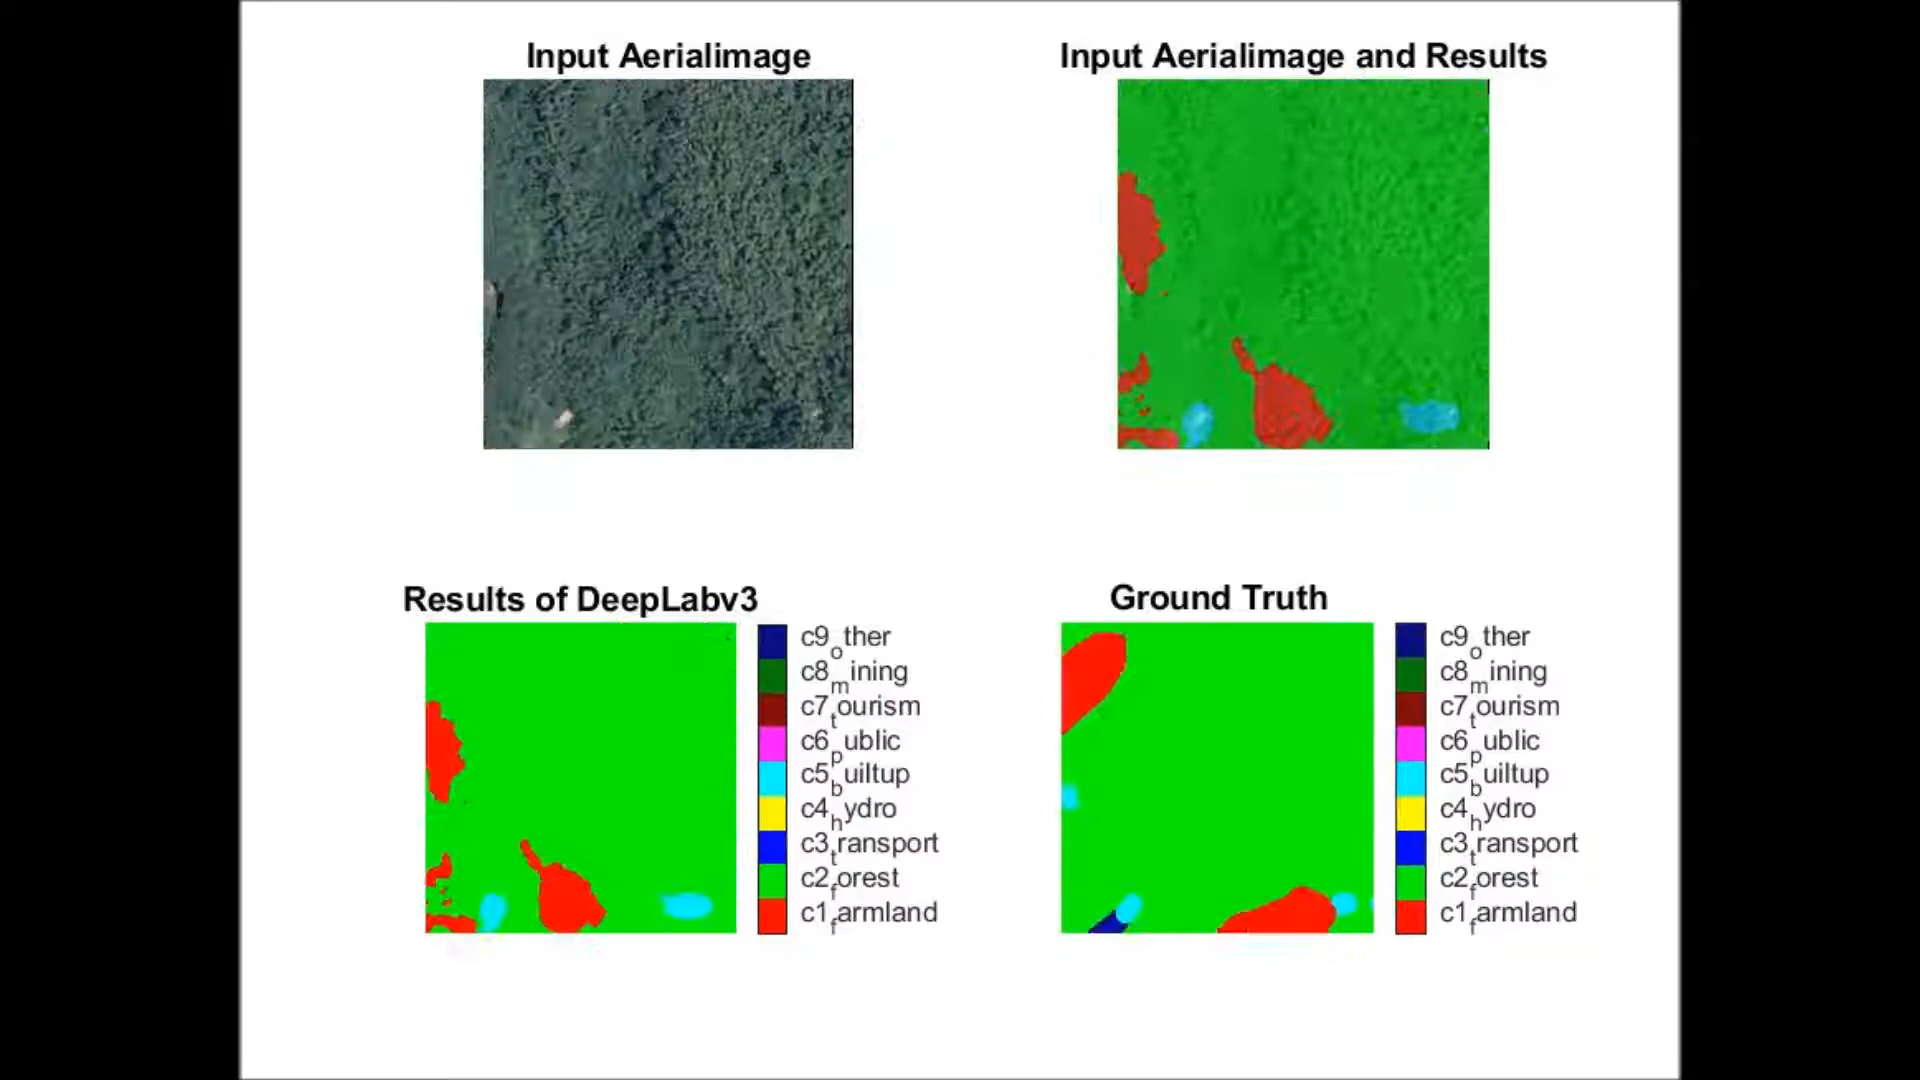 Input AerialImage
Input AerialImage and Results
Results of DeepLabv3
c9other
c8mining
c7tourism
c6public
c5builtup
c4hydro
c3transport
c2forest
c1farmland
Ground Truth
c9other
c8mining
c7tourism
c6public
c5builtup
c4hydro
c3transport
c2forest
c1farmland